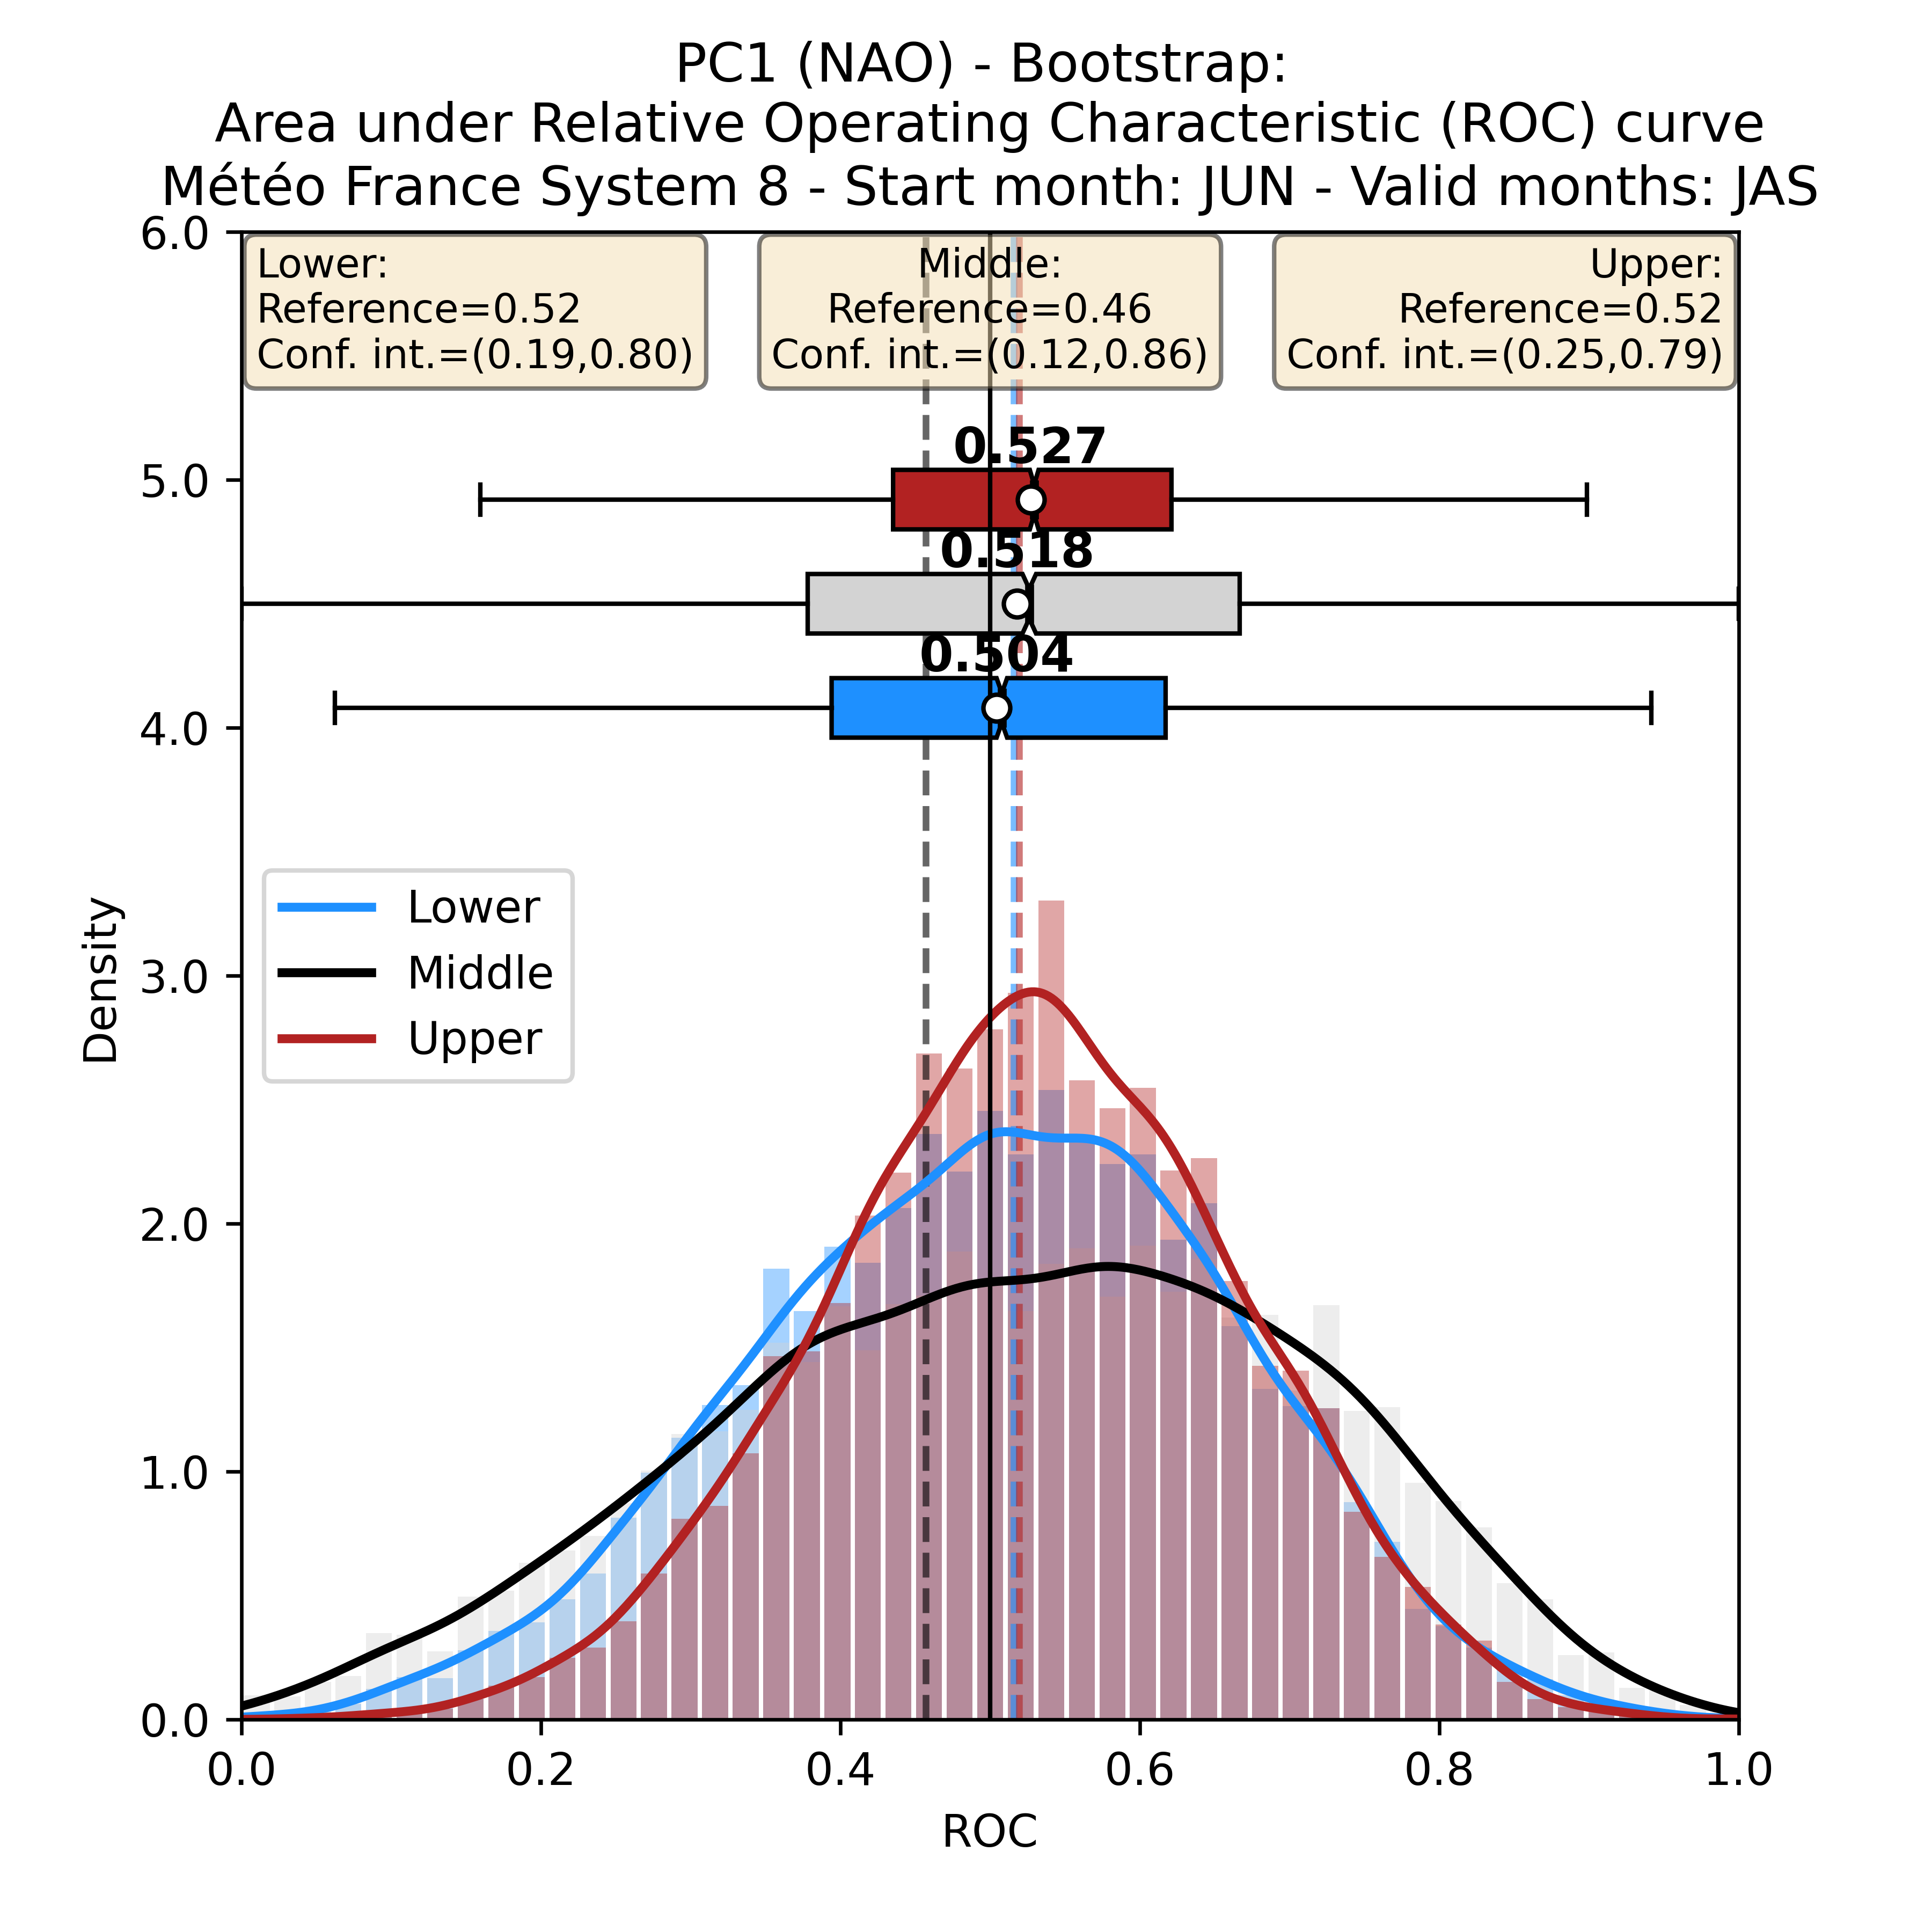 PC1 (NAO) - Bootstrap:
Area under Relative Operating Characteristic (ROC) curve
Météo France System 8 - Start month: JUN - Valid months: JAS
6.0
Lower:
Reference=0.52
Conf. int.=(0.19,0.80)
Middle:
Reference=0.46
Conf. int.=(0.12,0.86)
Upper:
Reference=0.52
Conf. int.=(0.25,0.79)
0.527
5.0
0.518
0.504
4.0
Lower
Middle
Upper
Density
3.0
2.0
1.0
0.0
0.0
0.2
0.4
0.6
0.8
1.0
ROC